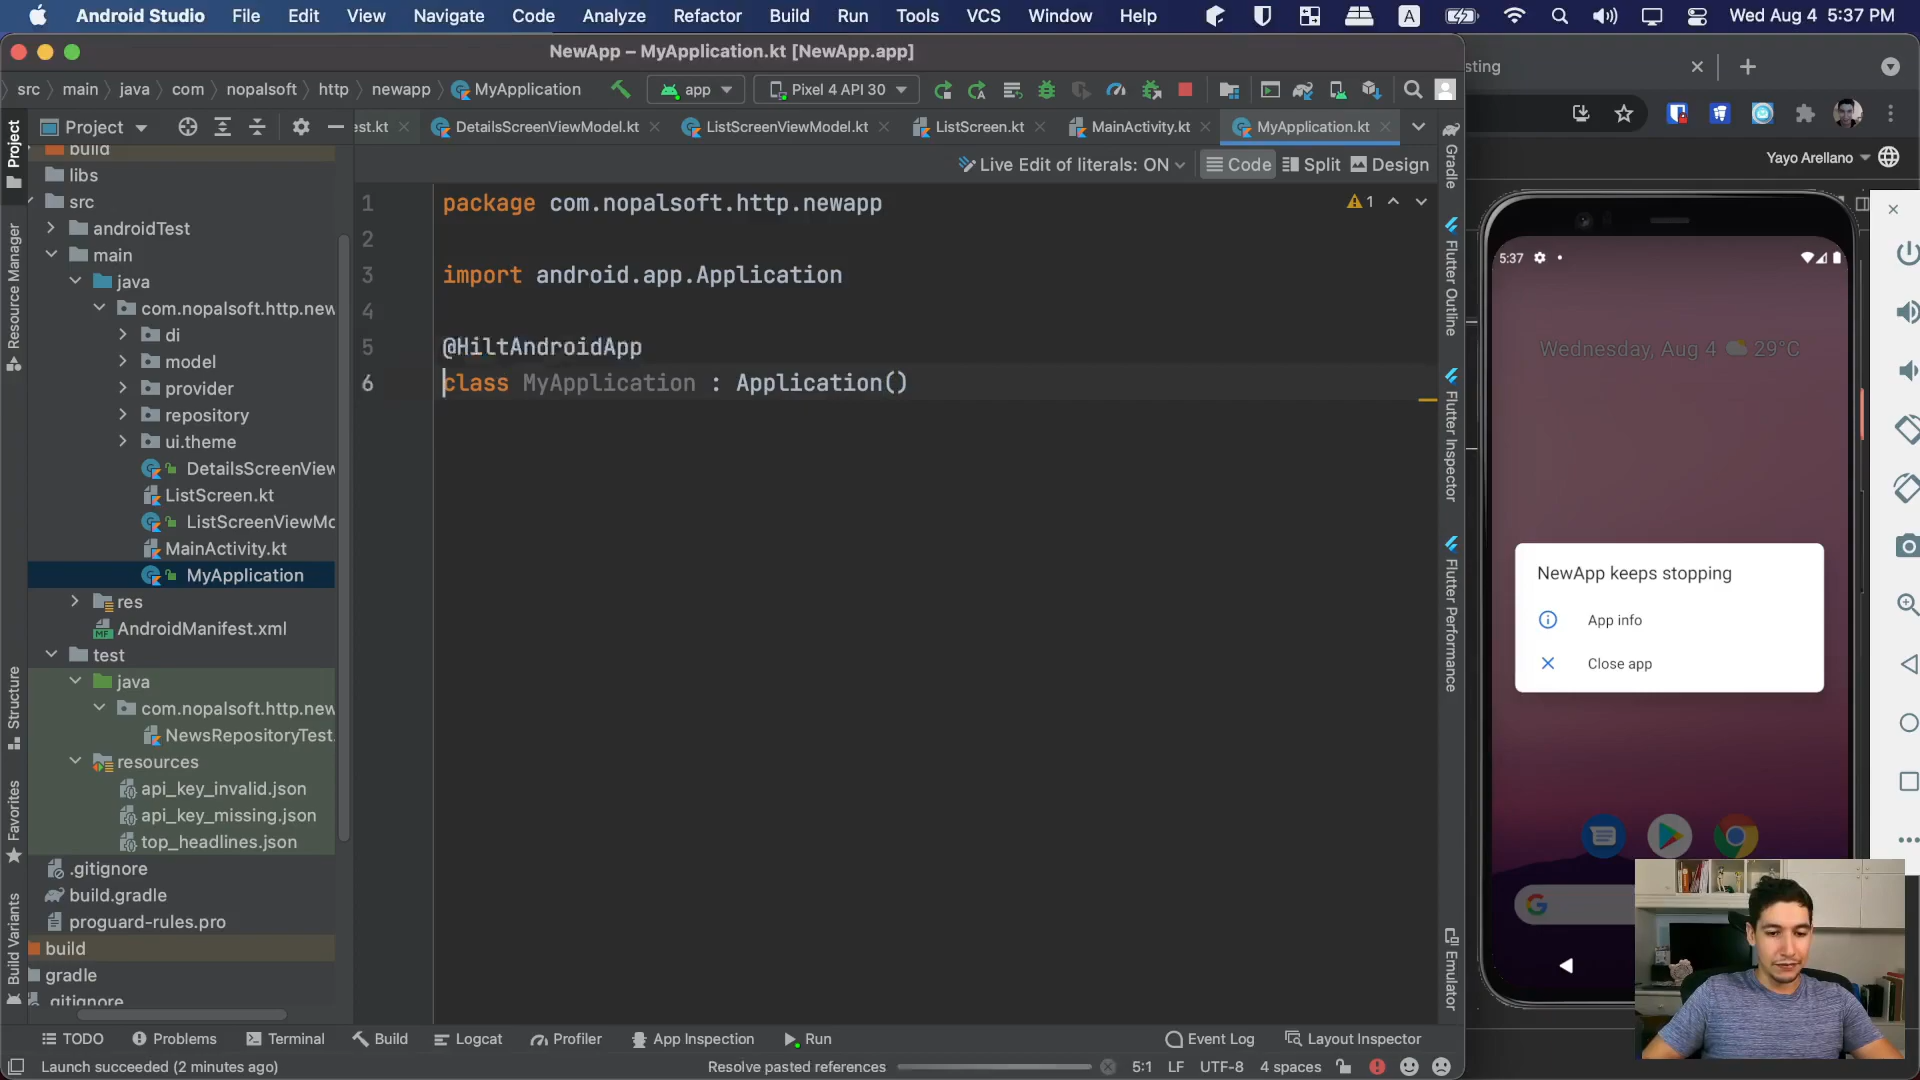 Android Studio File Edit View Navigate Code Analyze Refactor Build Run Tools VCS Window Help A Wed Aug 4 5:37 PM
NewApp – MyApplication.kt [NewApp.app]
sting
src main java com nopalsoft http newapp MyApplication app Pixel 4 API 30
Project est.kt DetailsScreenViewModel.kt ListScreenViewModel.kt ListScreen.kt MainActivity.kt MyApplication.kt
Live Edit of literals: ON Code Split Design
Yayo Arellano
Project
Resource Manager
Structure
Favorites
Build Variants
build
libs
src
androidTest
main
java
com.nopalsoft.http.new
di
model
provider
repository
ui.theme
DetailsScreenView
ListScreen.kt
ListScreenViewMo
MainActivity.kt
MyApplication
res
MF AndroidManifest.xml
test
java
com.nopalsoft.http.new
NewsRepositoryTest.
resources
api_key_invalid.json
api_key_missing.json
top_headlines.json
.gitignore
build.gradle
proguard-rules.pro
build
gradle
.gitignore
1 package com.nopalsoft.http.newapp
1
2
3 import android.app.Application
4
5 @HiltAndroidApp
6 class MyApplication : Application()
Gradle
Flutter Outline
Flutter Inspector
Flutter Performance
Emulator
5:37
Wednesday, Aug 4 29°C
NewApp keeps stopping
App info
Close app
G
TODO Problems Terminal Build Logcat Profiler App Inspection Run Event Log Layout Inspector
Launch succeeded (2 minutes ago) Resolve pasted references 5:1 LF UTF-8 4 spaces